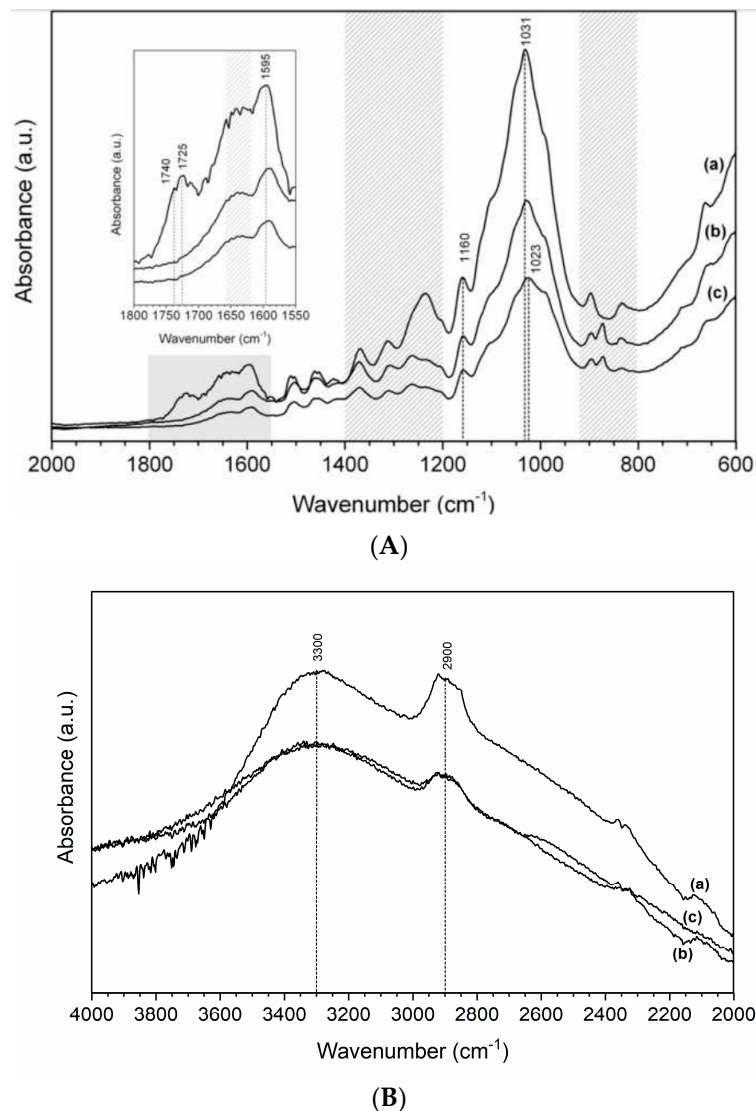 1031
1595
1740
1725
Absorbance (a.u.)
1800 1750 1700 1650 1600 1550
Wavenumber (cm-1)
1160
1023
(a)
(b)
(c)
Absorbance (a.u.)
2000 1800 1600 1400 1200 1000 800 600
Wavenumber (cm-1)
(A)
3300
2900
Absorbance (a.u.)
(a)
(c)
(b)
4000 3800 3600 3400 3200 3000 2800 2600 2400 2200 2000
Wavenumber (cm-1)
(B)